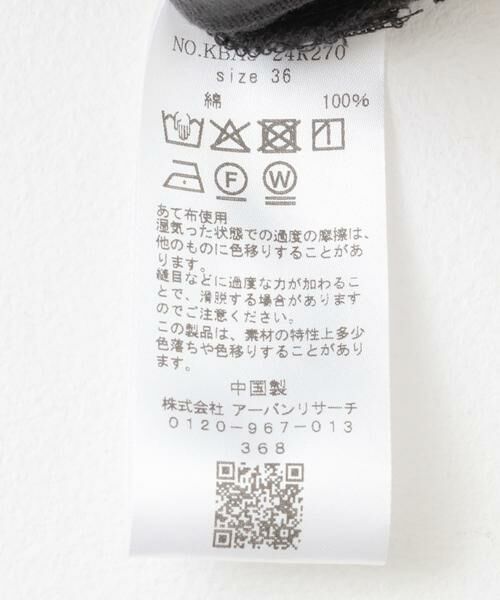 size 36
綿 100%
F W
あて布使用
湿気った状態での過度の摩擦は、
他のものに色移りすることがあ
ります。
縫目などに過度な力が加わるこ
とで、滑脱する場合があります
のでご注意ください。
この製品は、素材の特性上多少
色落ちや色移りすることがあり
ます。
中国製
株式会社 アーバンリサーチ
0120-967-013
368